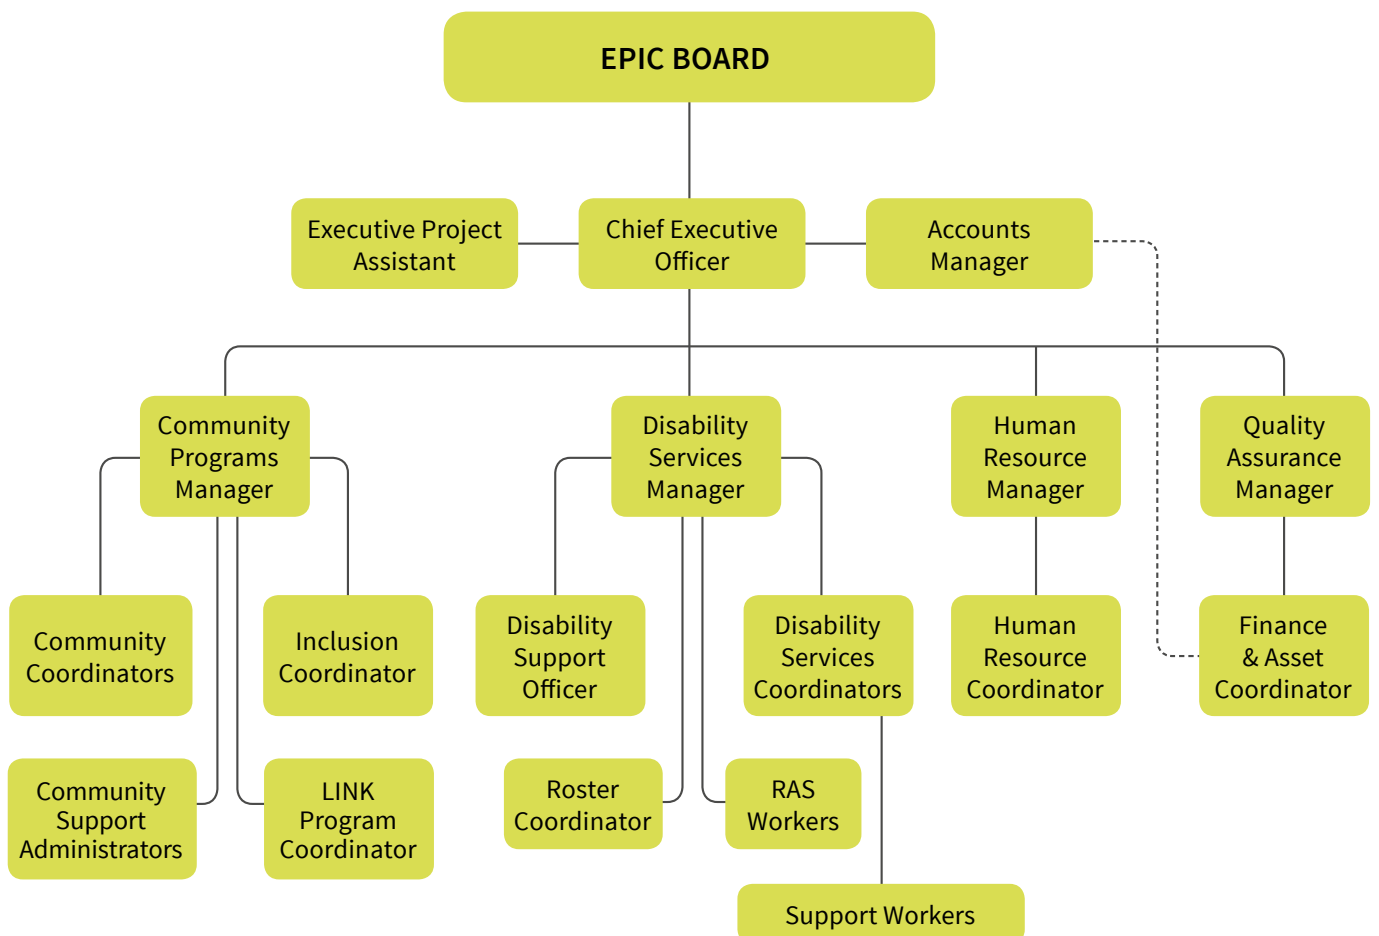 EPIC BOARD
Executive Project
Assistant
Chief Executive
Officer
Accounts
Manager
Community
Programs
Manager
Disability
Services
Manager
Human
Resource
Manager
Quality
Assurance
Manager
Community
Coordinators
Inclusion
Coordinator
Disability
Support
Officer
Disability
Services
Coordinators
Human
Resource
Coordinator
Finance
& Asset
Coordinator
Community
Support
Administrators
LINK
Program
Coordinator
Roster
Coordinator
RAS
Workers
Support Workers